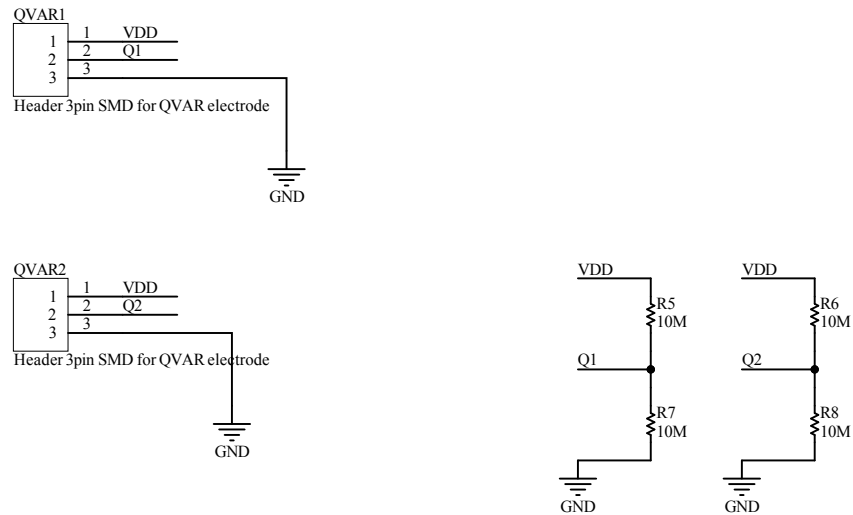 QVAR1
1 1 VDD
2 2 Q1
3 3
Header 3pin SMD for QVAR electrode
GND
QVAR2
1 1 VDD
2 2 Q2
3 3
Header 3pin SMD for QVAR electrode
GND
VDD
R5
10M
Q1
R7
10M
GND
VDD
R6
10M
Q2
R8
10M
GND